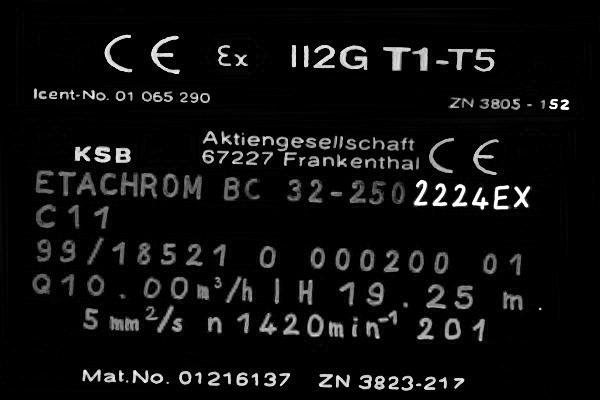 CE Ex II2G T1-T5
Icent-No. 01 065 290 ZN 3805 - 152
KSB Aktiengesellschaft 67227 Frankenthal CE
ETACHROM BC 32-250 2224EX
C11
99/18521 0 000200 01
Q10.00m³/h | H 19.25 m.
5 mm²/s n 1420min⁻¹ 201
Mat.No. 01216137 ZN 3823-217